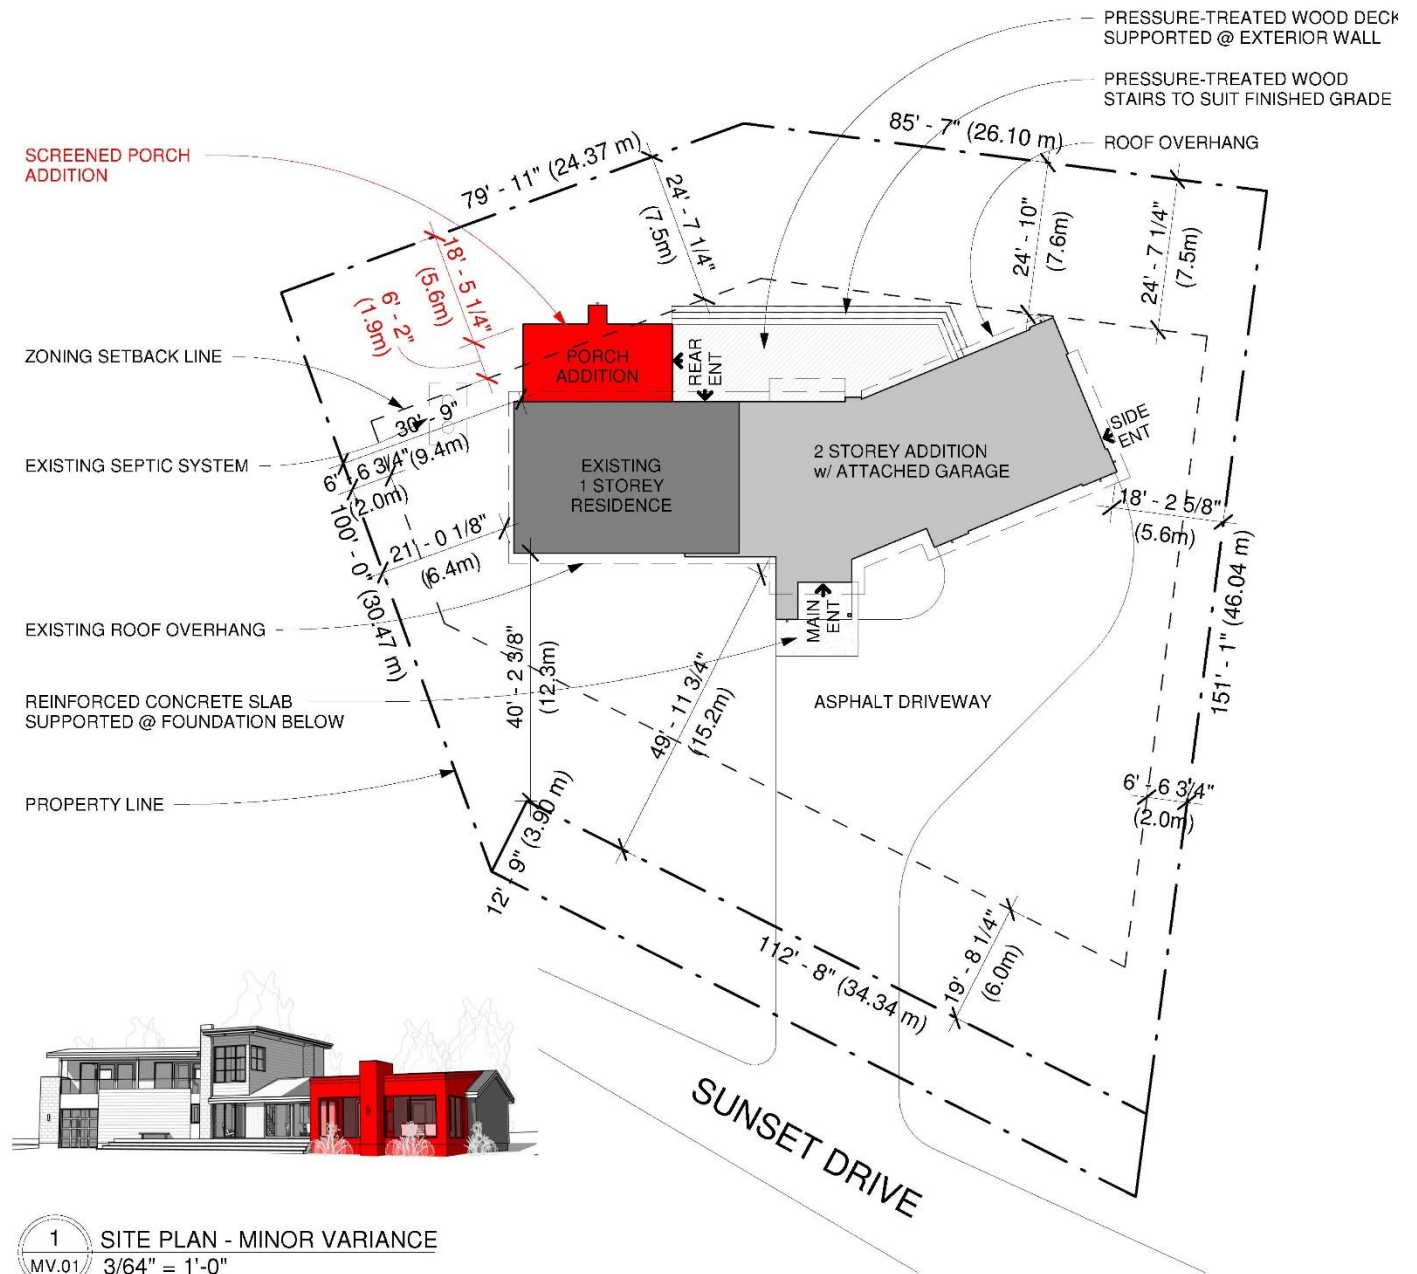 PRESSURE-TREATED WOOD DECK
SUPPORTED @ EXTERIOR WALL
PRESSURE-TREATED WOOD
STAIRS TO SUIT FINISHED GRADE
ROOF OVERHANG
85' - 7" (26.10 m)
79' - 11" (24.37 m)
SCREENED PORCH
ADDITION
24' - 7 1/4"
(7.5m)
24' - 10"
(7.6m)
24' - 7 1/4"
(7.5m)
18' - 5 1/4"
(5.6m)
6' - 2"
(1.9m)
ZONING SETBACK LINE
PORCH
ADDITION
REAR
ENT
30' - 9"
(9.4m)
SIDE
ENT
EXISTING SEPTIC SYSTEM
6' - 6 3/4"
(2.0m)
EXISTING
1 STOREY
RESIDENCE
2 STOREY ADDITION
w/ ATTACHED GARAGE
18' - 2 5/8"
(5.6m)
100' - 0" (30.47 m)
21' - 0 1/8"
(6.4m)
151' - 1" (46.04 m)
EXISTING ROOF OVERHANG
MAIN
ENT
40' - 2 3/8"
(12.3m)
49' - 11 3/4"
(15.2m)
REINFORCED CONCRETE SLAB
SUPPORTED @ FOUNDATION BELOW
ASPHALT DRIVEWAY
PROPERTY LINE
6' - 6 3/4"
(2.0m)
12' - 9" (3.90 m)
112' - 8" (34.34 m)
19' - 8 1/4"
(6.0m)
SUNSET DRIVE
1
MV.01
SITE PLAN - MINOR VARIANCE
3/64" = 1'-0"